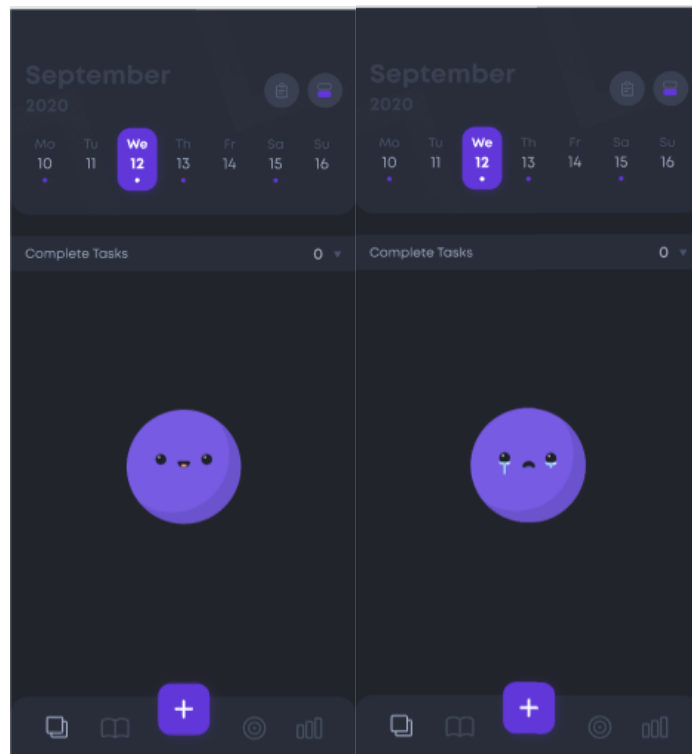 September
2020
Mo Tu We Th Fr Sa Su
10 11 12 13 14 15 16
Complete Tasks 0
September
2020
Mo Tu We Th Fr Sa Su
10 11 12 13 14 15 16
Complete Tasks 0